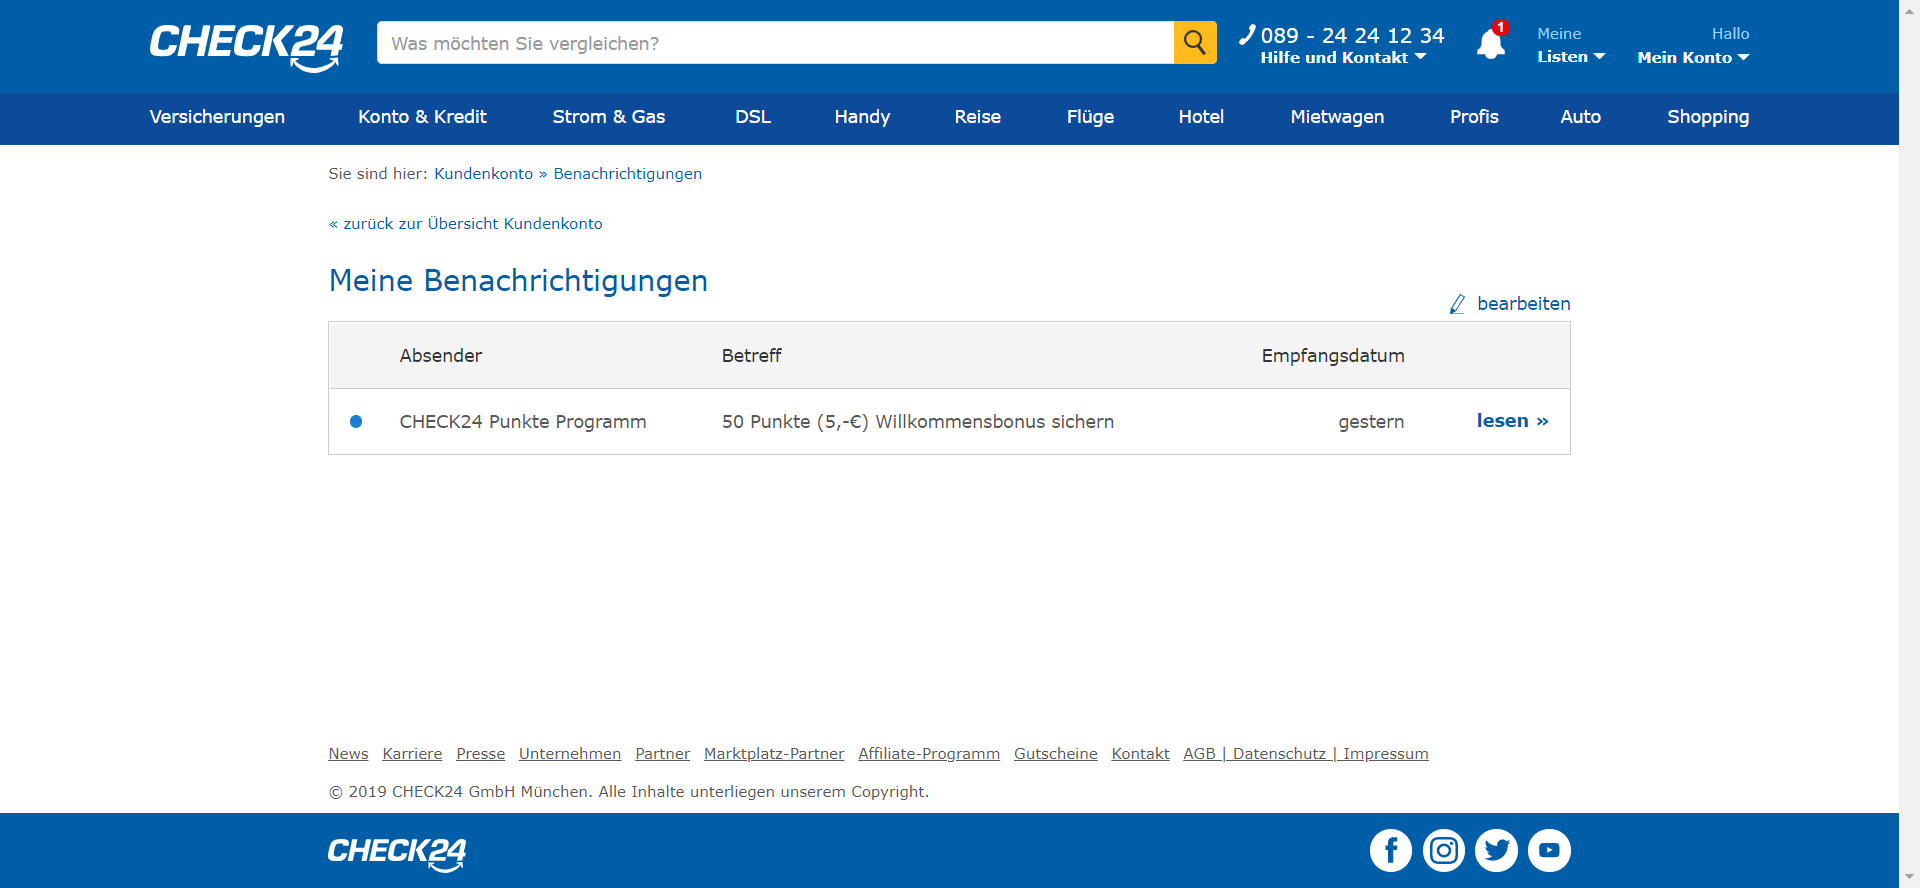 CHECK24
Was möchten Sie vergleichen?
089 - 24 24 12 34
Hilfe und Kontakt
1
Meine
Listen
Hallo
Mein Konto
Versicherungen Konto & Kredit Strom & Gas DSL Handy Reise Flüge Hotel Mietwagen Profis Auto Shopping
Sie sind hier: Kundenkonto » Benachrichtigungen
« zurück zur Übersicht Kundenkonto
Meine Benachrichtigungen
bearbeiten
Absender Betreff Empfangsdatum
CHECK24 Punkte Programm 50 Punkte (5,-€) Willkommensbonus sichern gestern lesen »
News Karriere Presse Unternehmen Partner Marktplatz-Partner Affiliate-Programm Gutscheine Kontakt AGB | Datenschutz | Impressum
© 2019 CHECK24 GmbH München. Alle Inhalte unterliegen unserem Copyright.
CHECK24